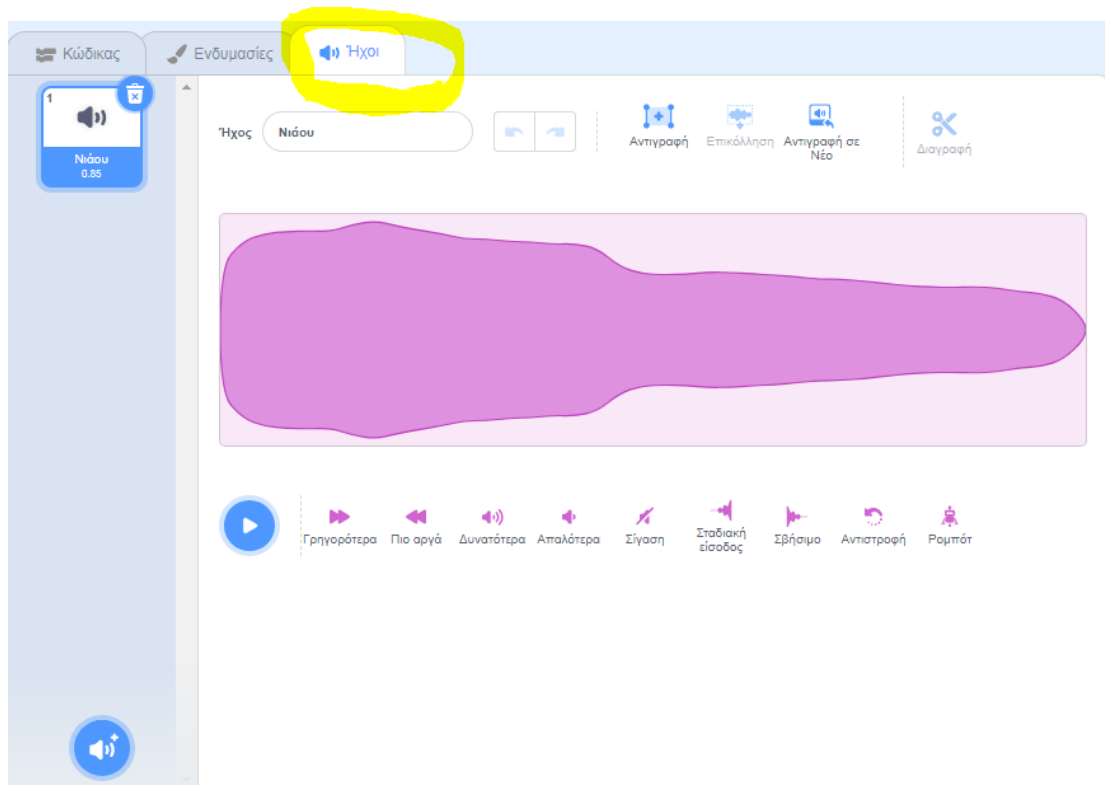 Κώδικας
Ενδυμασίες
Ήχοι
1
Νιάου
0.85
Ήχος
Νιάου
Αντιγραφή
Επικόλληση
Αντιγραφή σε
Νέο
Διαγραφή
Γρηγορότερα
Πιο αργά
Δυνατότερα
Απαλότερα
Σίγαση
Σταδιακή
είσοδος
Σβήσιμο
Αντιστροφή
Ρομπότ